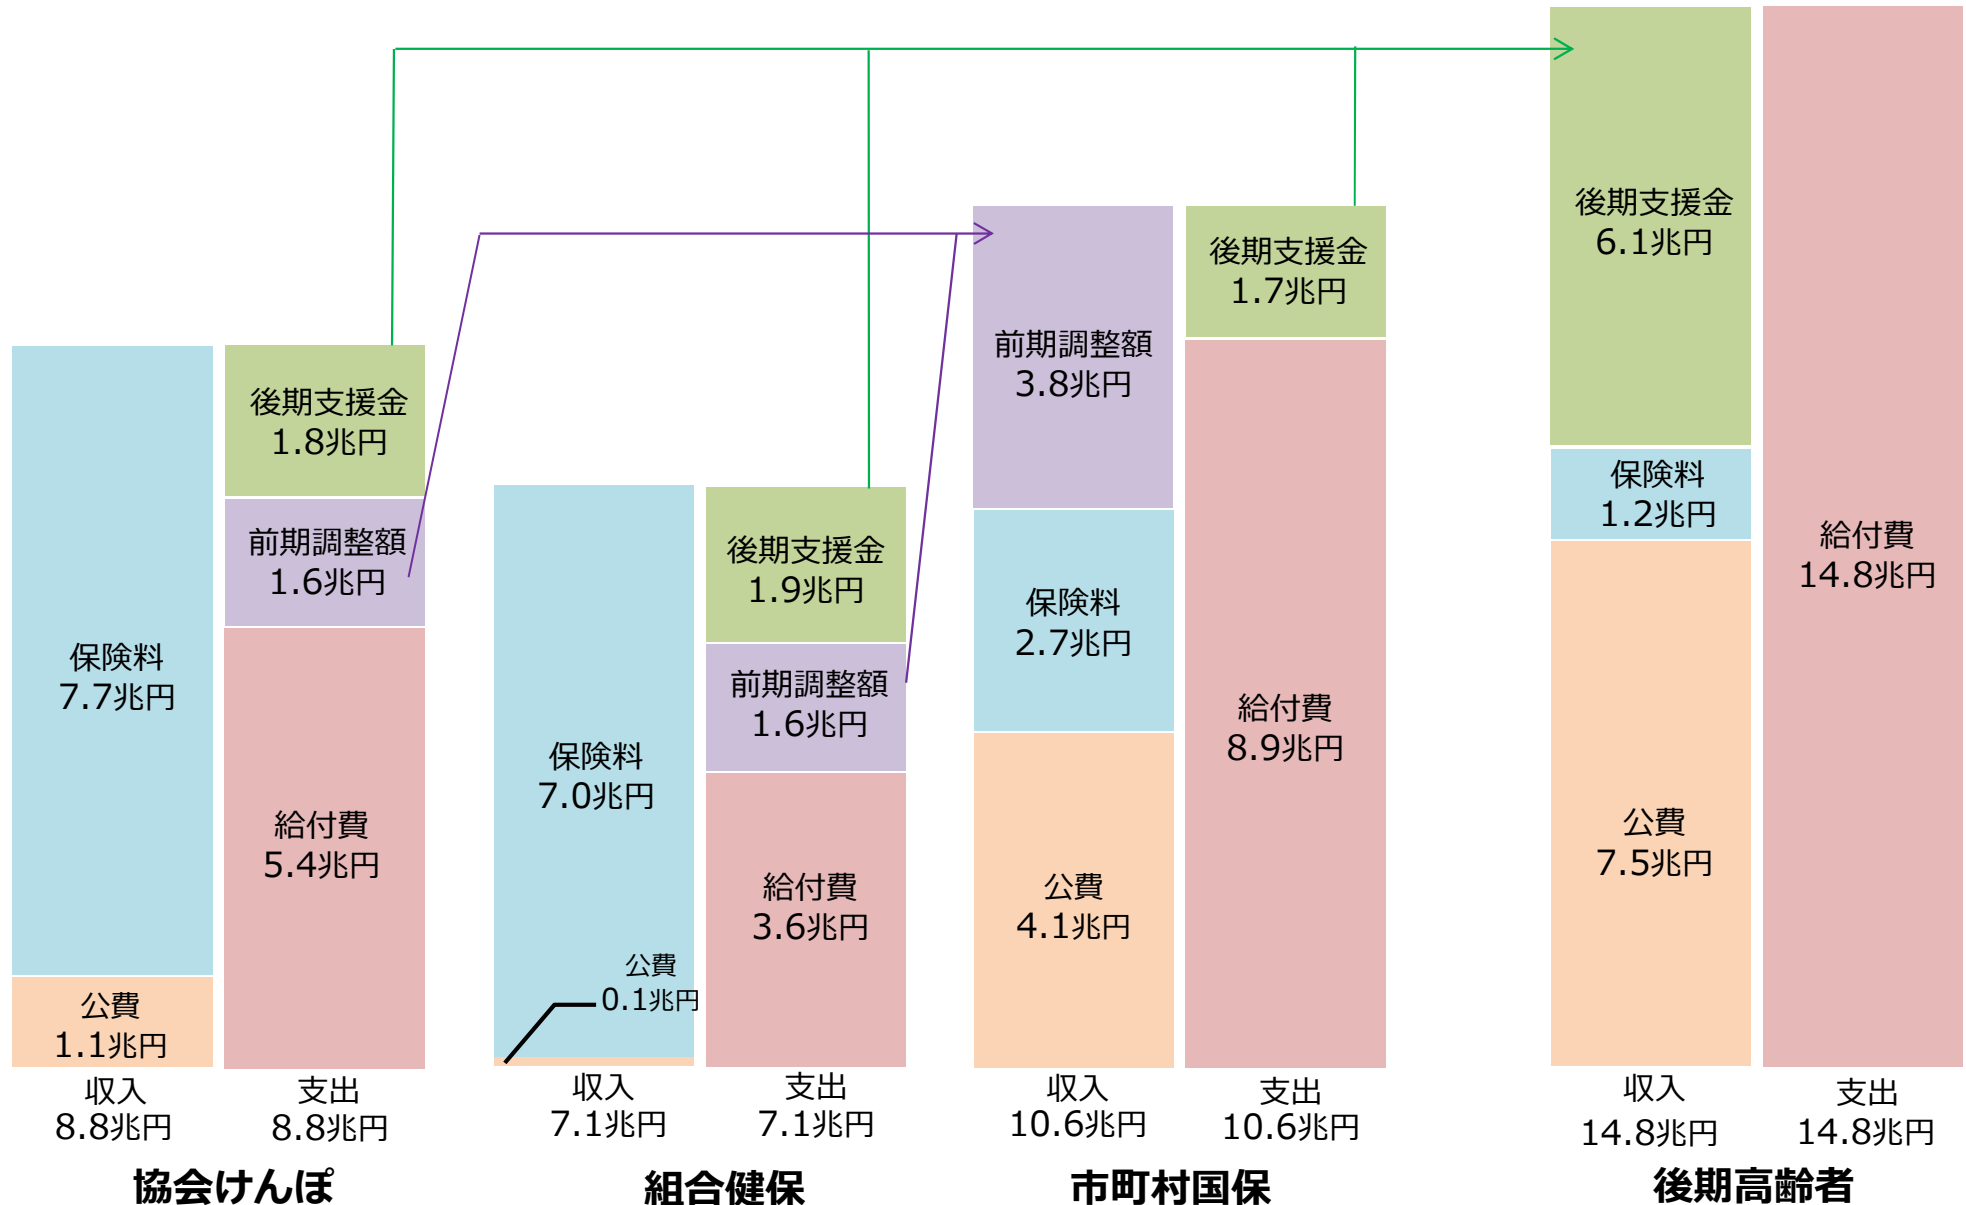 保険料
7.7兆円
公費
1.1兆円
収入
8.8兆円
後期支援金
1.8兆円
前期調整額
1.6兆円
給付費
5.4兆円
支出
8.8兆円
協会けんぽ
保険料
7.0兆円
公費
0.1兆円
収入
7.1兆円
後期支援金
1.9兆円
前期調整額
1.6兆円
給付費
3.6兆円
支出
7.1兆円
組合健保
前期調整額
3.8兆円
保険料
2.7兆円
公費
4.1兆円
収入
10.6兆円
後期支援金
1.7兆円
給付費
8.9兆円
支出
10.6兆円
市町村国保
後期支援金
6.1兆円
保険料
1.2兆円
公費
7.5兆円
収入
14.8兆円
給付費
14.8兆円
支出
14.8兆円
後期高齢者